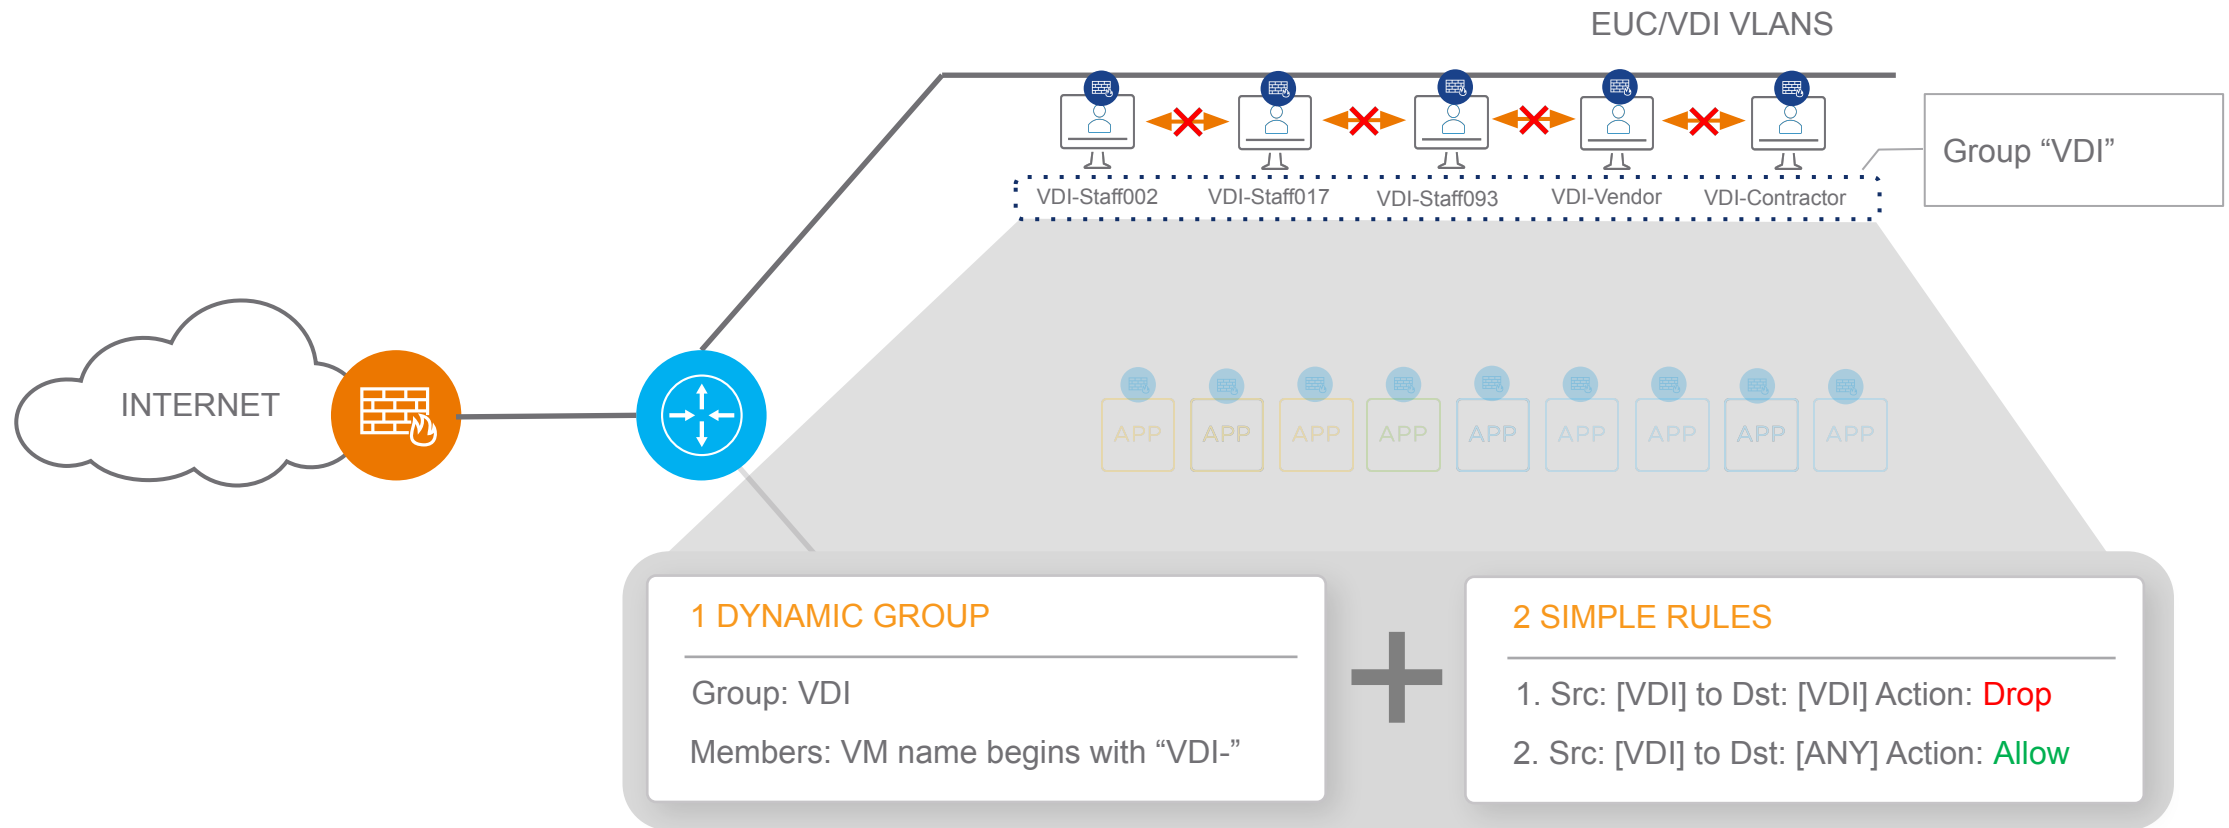 EUC/VDI VLANS
Group “VDI”
VDI-Staff002
VDI-Staff017
VDI-Staff093
VDI-Vendor
VDI-Contractor
INTERNET
APP
APP
APP
APP
APP
APP
APP
APP
APP
1 DYNAMIC GROUP
Group: VDI
Members: VM name begins with “VDI-”
2 SIMPLE RULES
1. Src: [VDI] to Dst: [VDI] Action: Drop
2. Src: [VDI] to Dst: [ANY] Action: Allow